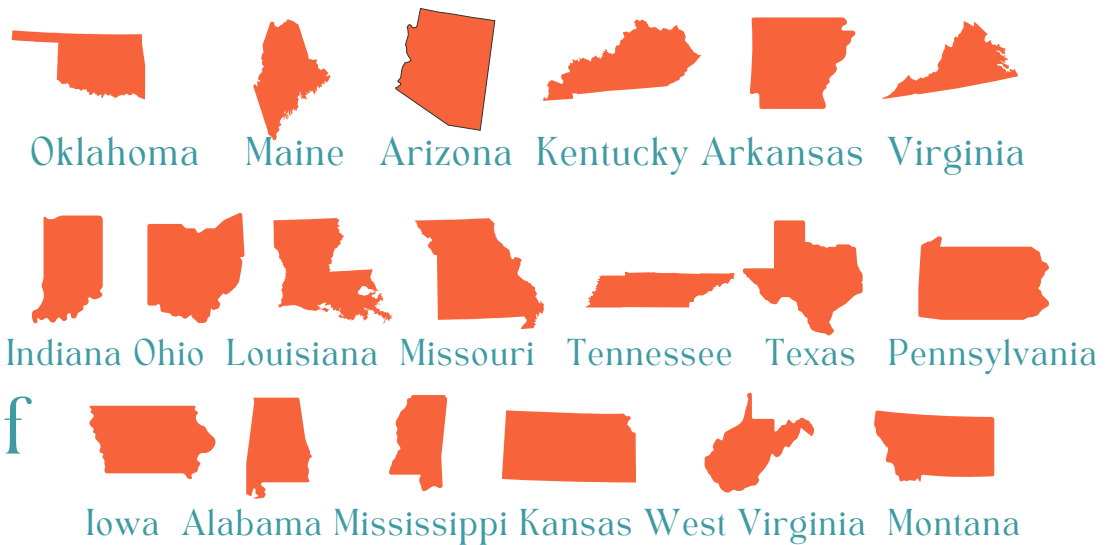 Oklahoma Maine Arizona Kentucky Arkansas Virginia
Indiana Ohio Louisiana Missouri Tennessee Texas Pennsylvania
f
Iowa Alabama Mississippi Kansas West Virginia Montana